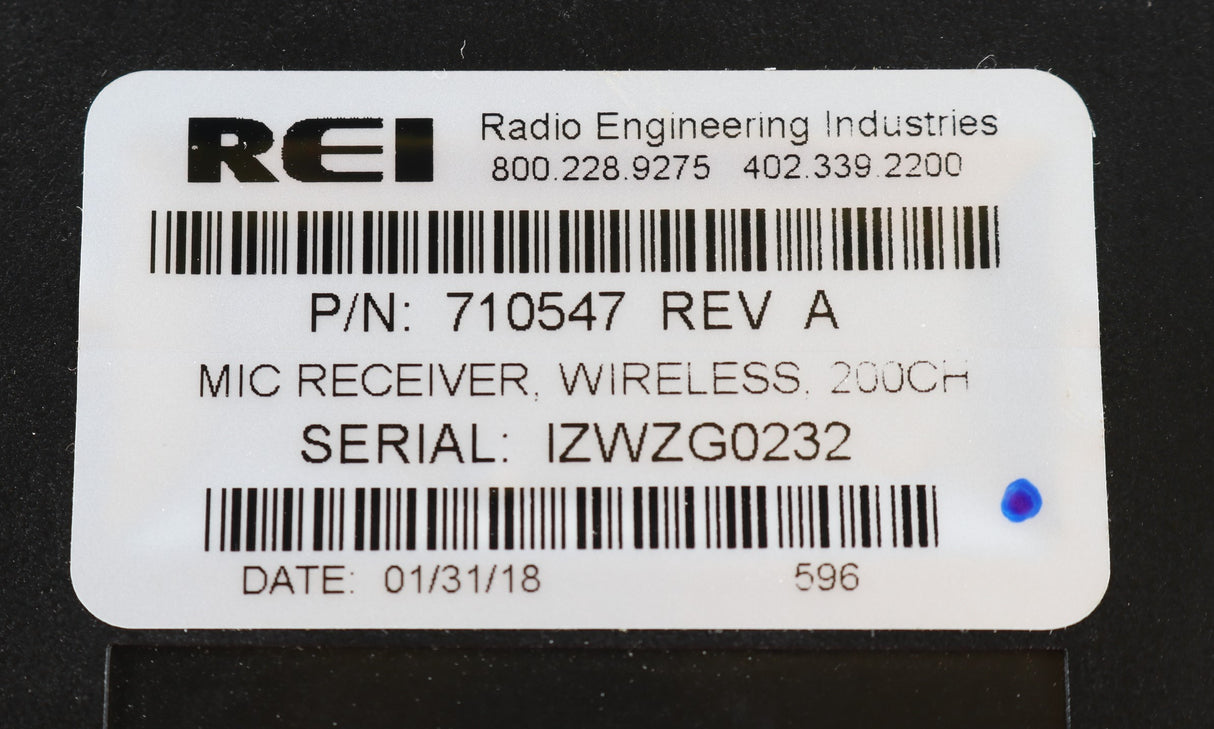 REI Radio Engineering Industries
800.228.9275 402.339.2200
P/N: 710547 REV A
MIC RECEIVER, WIRELESS, 200CH
SERIAL: IZWZG0232
DATE: 01/31/18 596